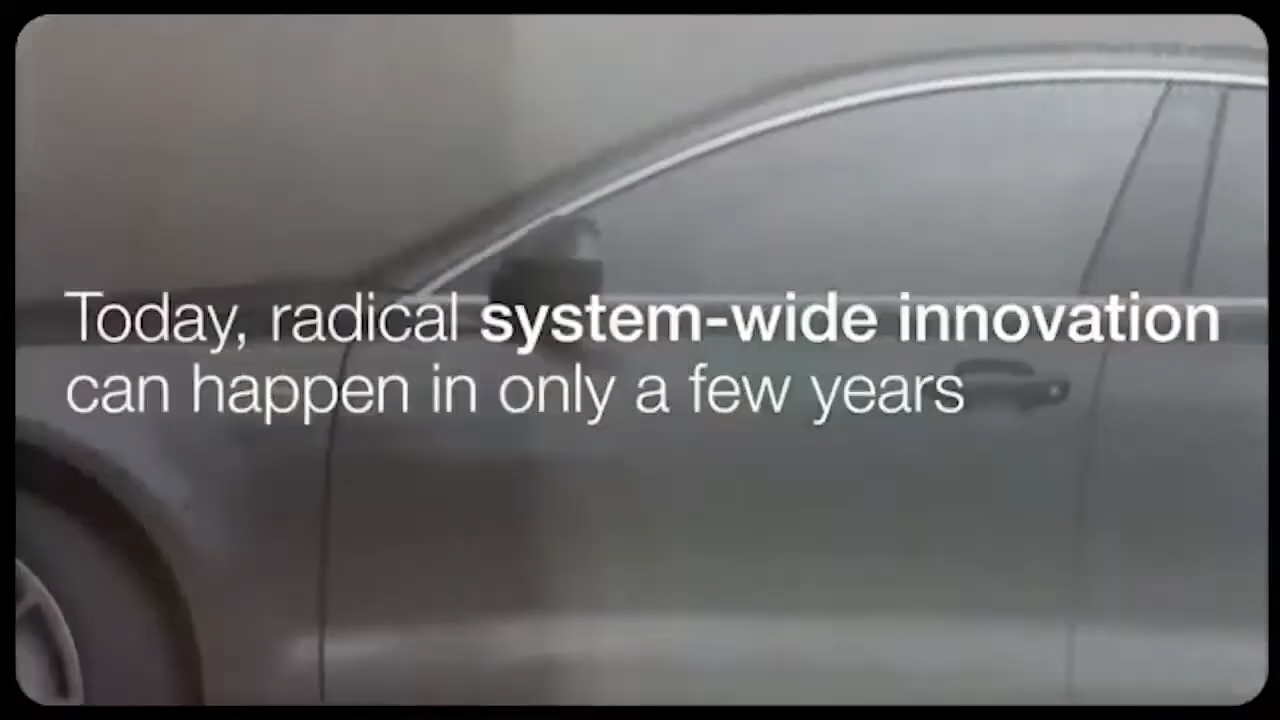 Today, radical system-wide innovation
can happen in only a few years